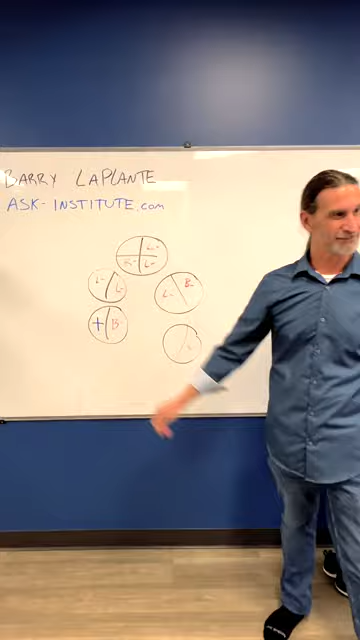 BARRY LAPLANTE
ASK-INSTITUTE.com
L-
B- L-
L- L-
L- B-
+ B-